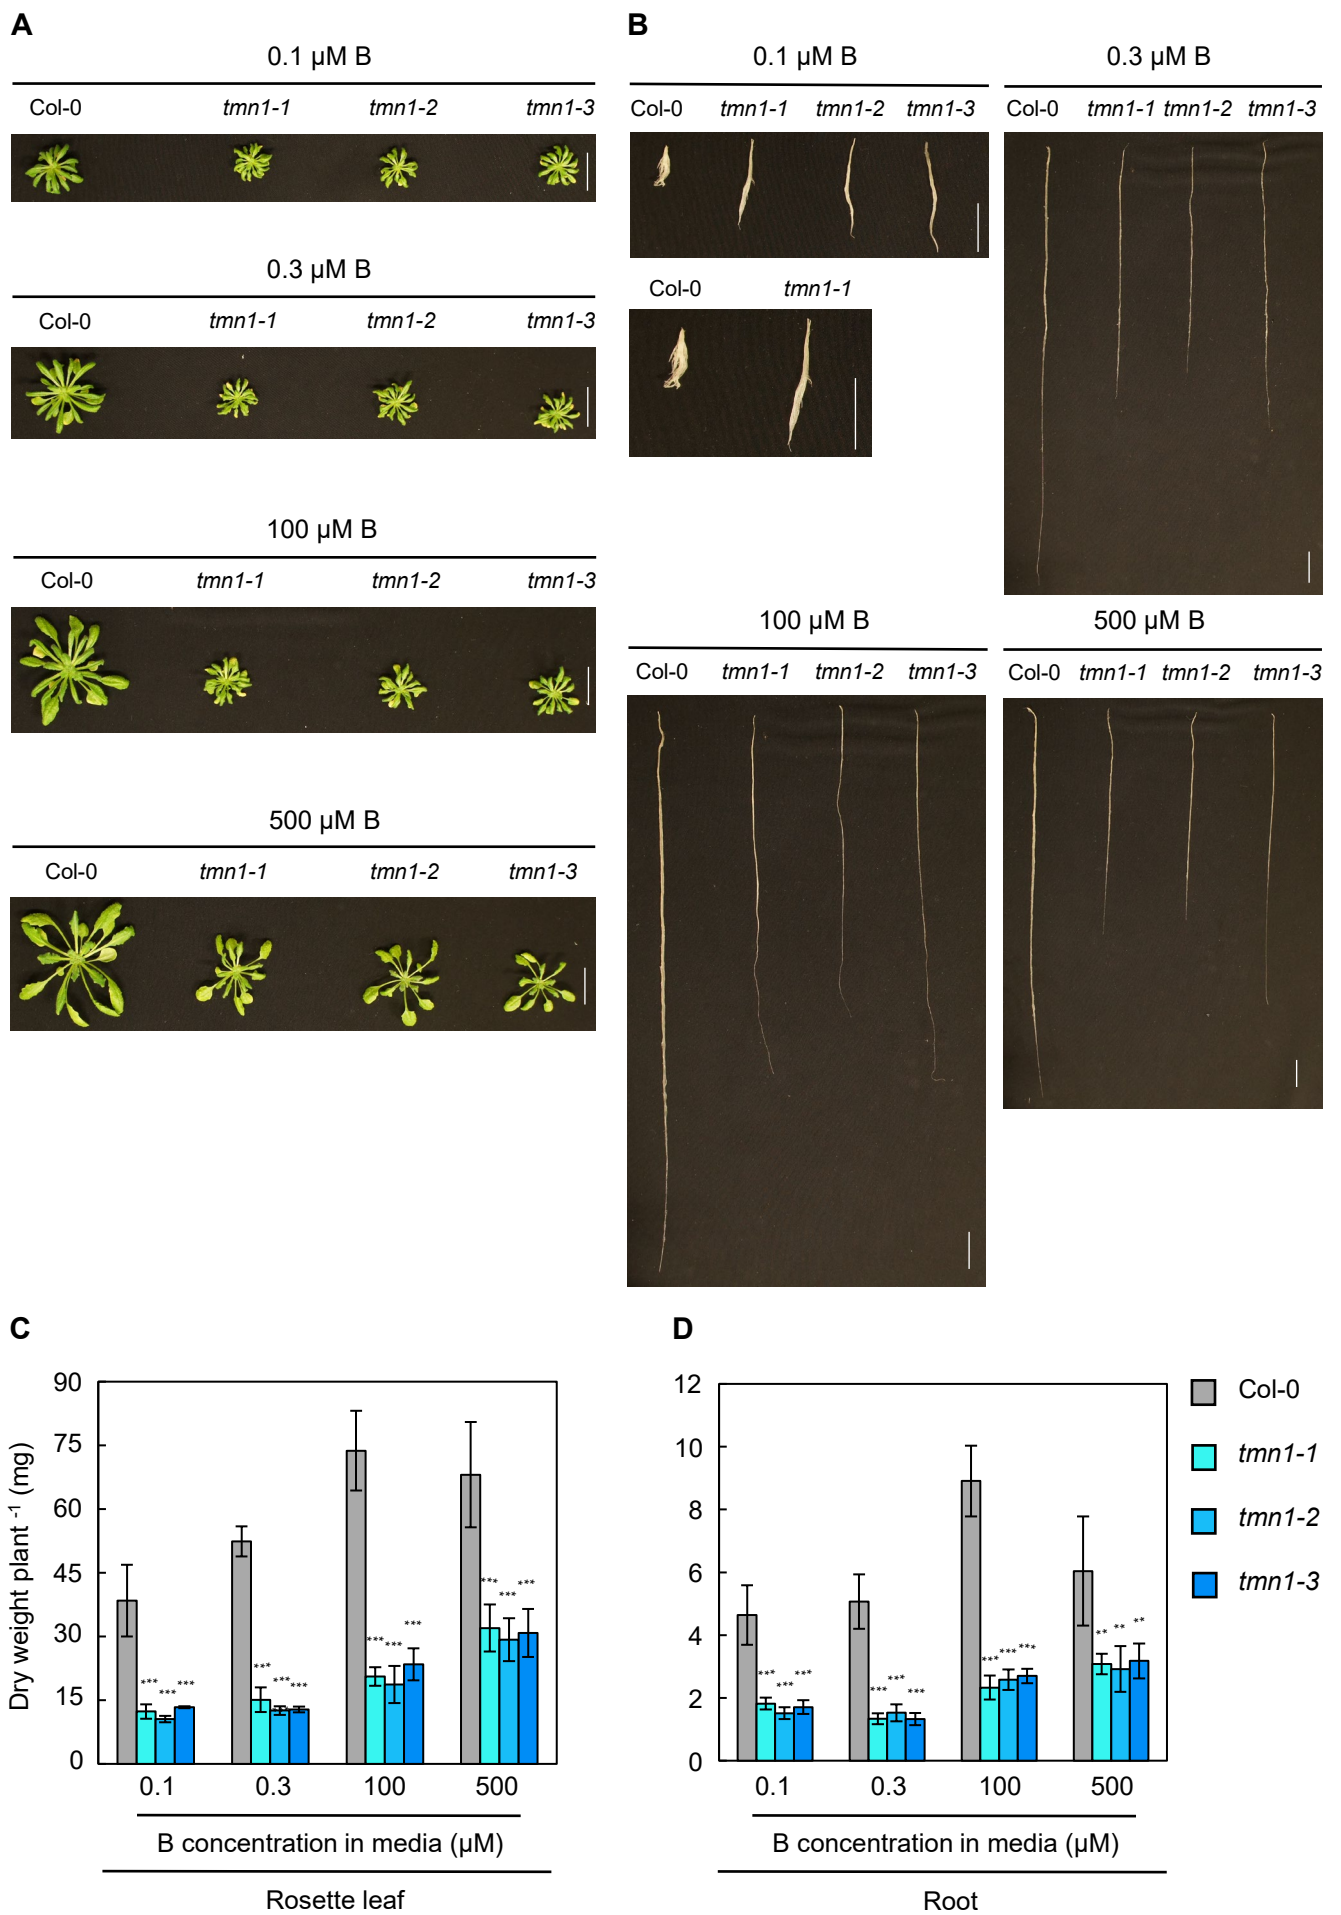 A
0.1 µM B
Col-0 tmn1-1 tmn1-2 tmn1-3
0.3 µM B
Col-0 tmn1-1 tmn1-2 tmn1-3
100 µM B
Col-0 tmn1-1 tmn1-2 tmn1-3
500 µM B
Col-0 tmn1-1 tmn1-2 tmn1-3
B
0.1 µM B
Col-0 tmn1-1 tmn1-2 tmn1-3
Col-0 tmn1-1
0.3 µM B
Col-0 tmn1-1 tmn1-2 tmn1-3
100 µM B
Col-0 tmn1-1 tmn1-2 tmn1-3
500 µM B
Col-0 tmn1-1 tmn1-2 tmn1-3
C
Dry weight plant -1 (mg)
90
75
60
45
30
15
0
*** *** ***
*** *** ***
*** *** ***
*** *** ***
0.1 0.3 100 500
B concentration in media (µM)
Rosette leaf
D
12
10
8
6
4
2
0
*** *** ***
*** *** ***
*** *** ***
** ** **
0.1 0.3 100 500
B concentration in media (µM)
Root
Col-0
tmn1-1
tmn1-2
tmn1-3